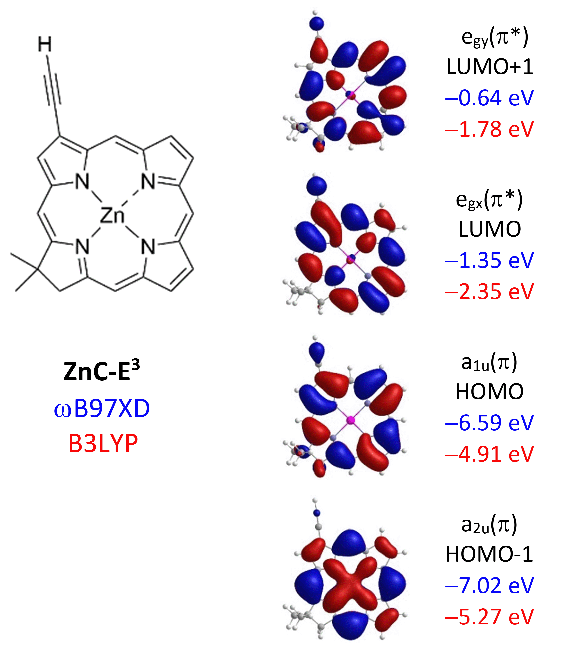 H
N
N
Zn
N
N
ZnC-E³
ωB97XD
B3LYP
e_gy(π*)
LUMO+1
−0.64 eV
−1.78 eV
e_gx(π*)
LUMO
−1.35 eV
−2.35 eV
a_1u(π)
HOMO
−6.59 eV
−4.91 eV
a_2u(π)
HOMO-1
−7.02 eV
−5.27 eV